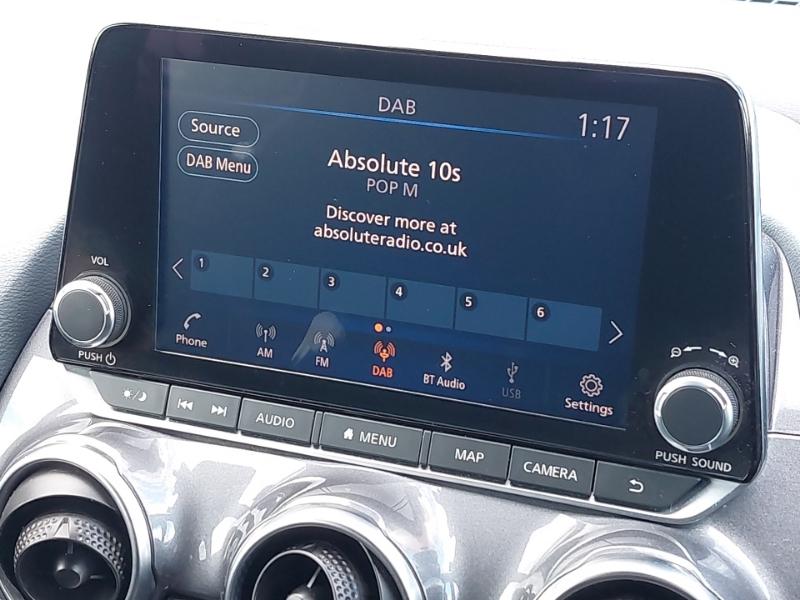 DAB
1:17
Source
DAB Menu
Absolute 10s
POP M
Discover more at
absoluteradio.co.uk
1 2 3 4 5 6
Phone AM FM DAB BT Audio USB Settings
VOL
PUSH
PUSH SOUND
AUDIO MENU MAP CAMERA